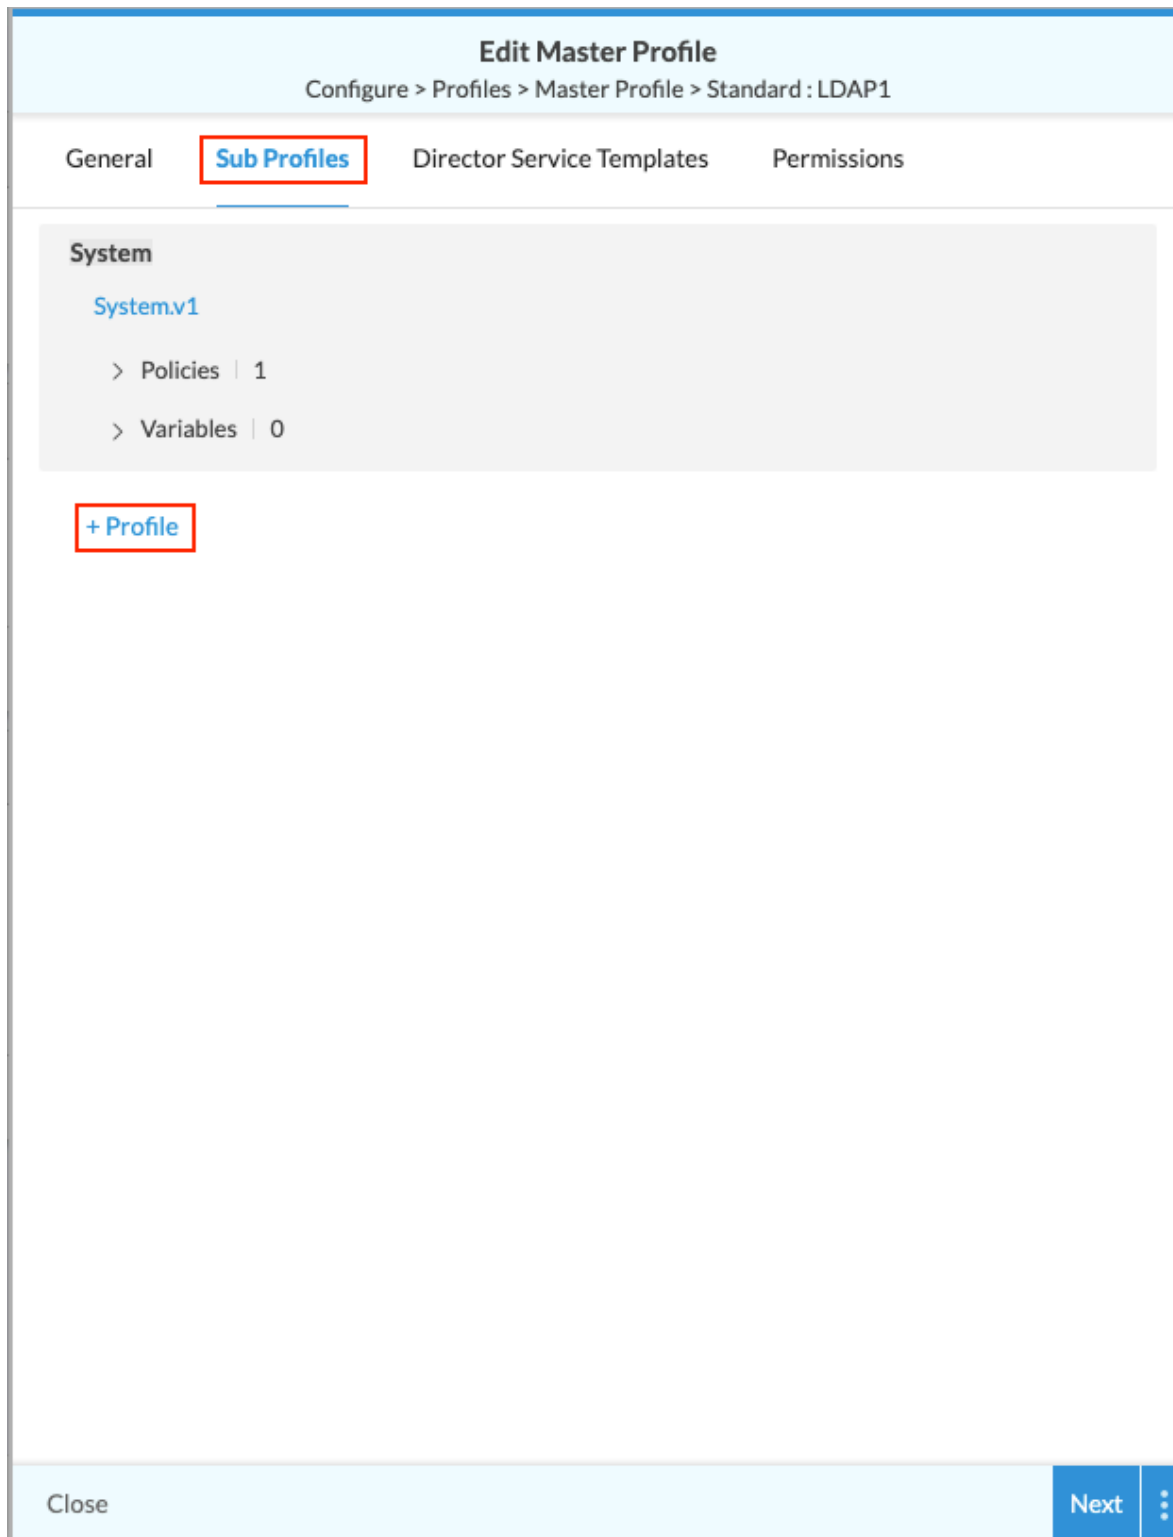 Edit Master Profile
Configure > Profiles > Master Profile > Standard : LDAP1
General Sub Profiles Director Service Templates Permissions
System
System.v1
> Policies | 1
> Variables | 0
+ Profile
Close Next